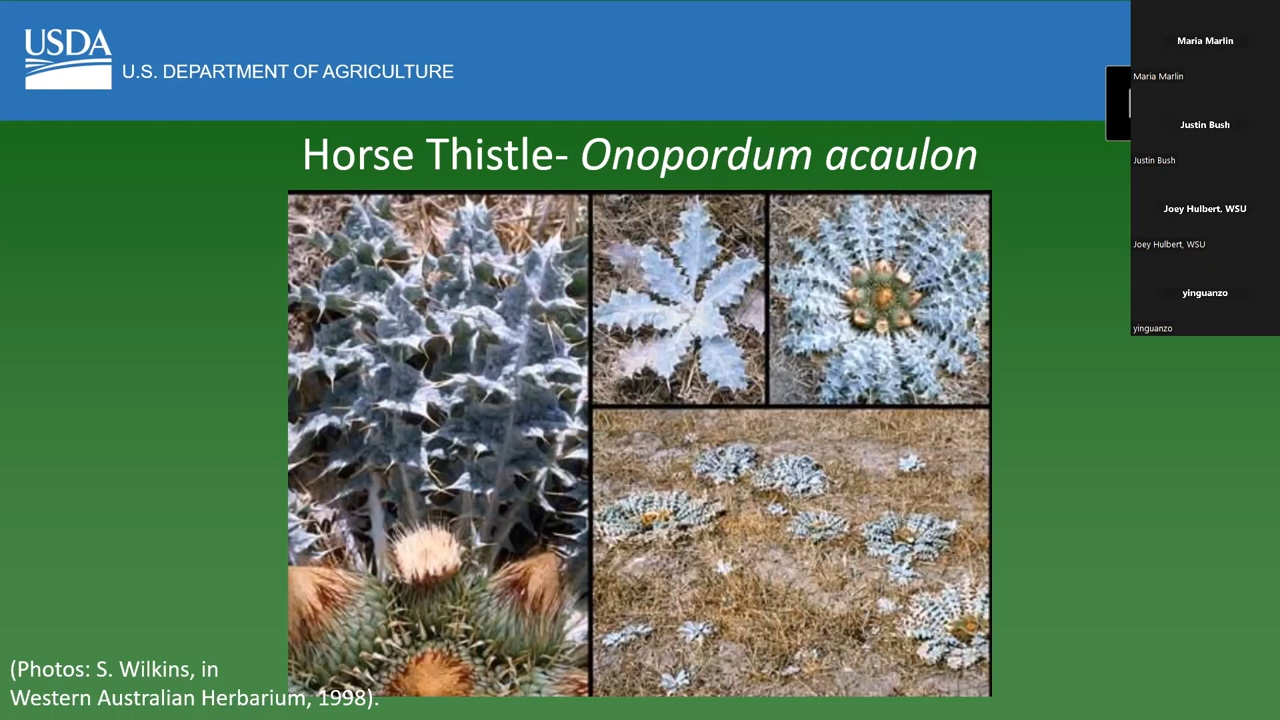 USDA
U.S. DEPARTMENT OF AGRICULTURE
Horse Thistle- Onopordum acaulon
(Photos: S. Wilkins, in
Western Australian Herbarium, 1998).
Maria Marlin
Maria Marlin
Justin Bush
Justin Bush
Joey Hulbert, WSU
Joey Hulbert, WSU
yinguanzo
yinguanzo